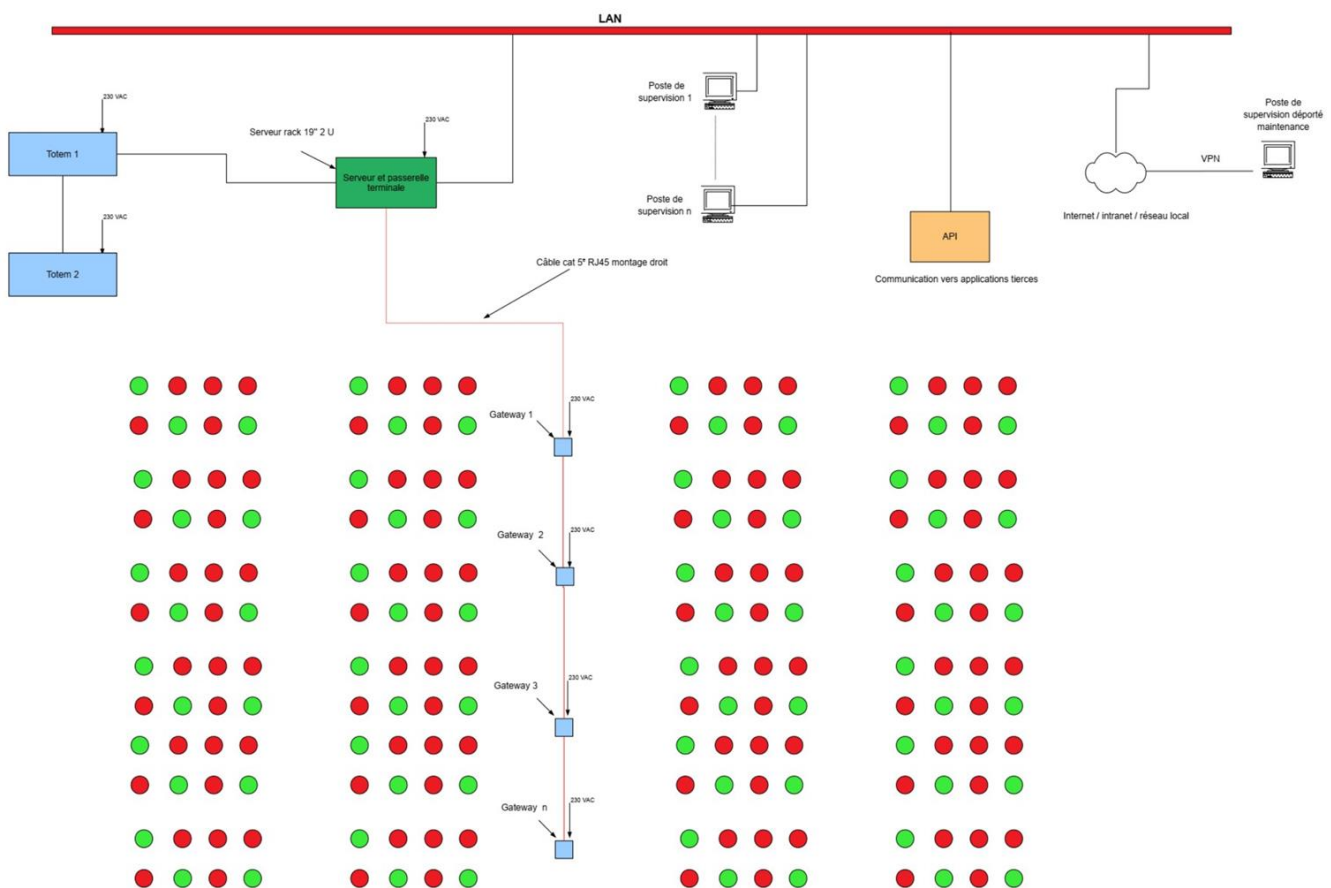 LAN
230 VAC
Totem 1
230 VAC
Totem 2
Serveur rack 19" 2 U
230 VAC
Serveur et passerelle
terminale
Poste de
supervision 1
Poste de
supervision n
API
Communication vers applications tierces
Internet / intranet / réseau local
VPN
Poste de
supervision déporté
maintenance
Câble cat 5* RJ45 montage droit
Gateway 1
230 VAC
Gateway 2
230 VAC
Gateway 3
230 VAC
Gateway n
230 VAC